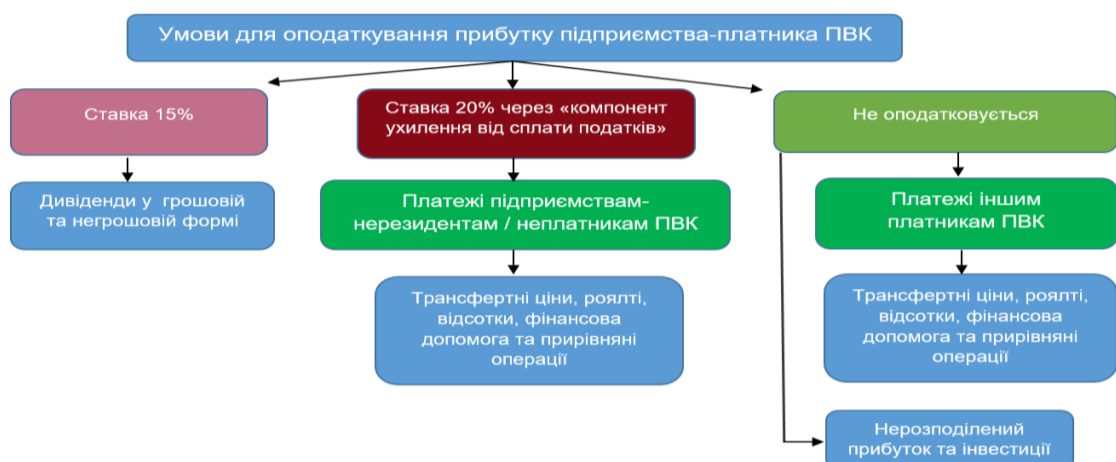 Умови для оподаткування прибутку підприємства-платника ПВК
Ставка 15%
Дивіденди у грошовій
та негрошовій формі
Ставка 20% через «компонент
ухилення від сплати податків»
Платежі підприємствам-
нерезидентам / неплатникам ПВК
Трансфертні ціни, роялті,
відсотки, фінансова
допомога та прирівняні
операції
Не оподатковується
Платежі іншим
платникам ПВК
Трансфертні ціни, роялті,
відсотки, фінансова
допомога та прирівняні
операції
Нерозподілений
прибуток та інвестиції